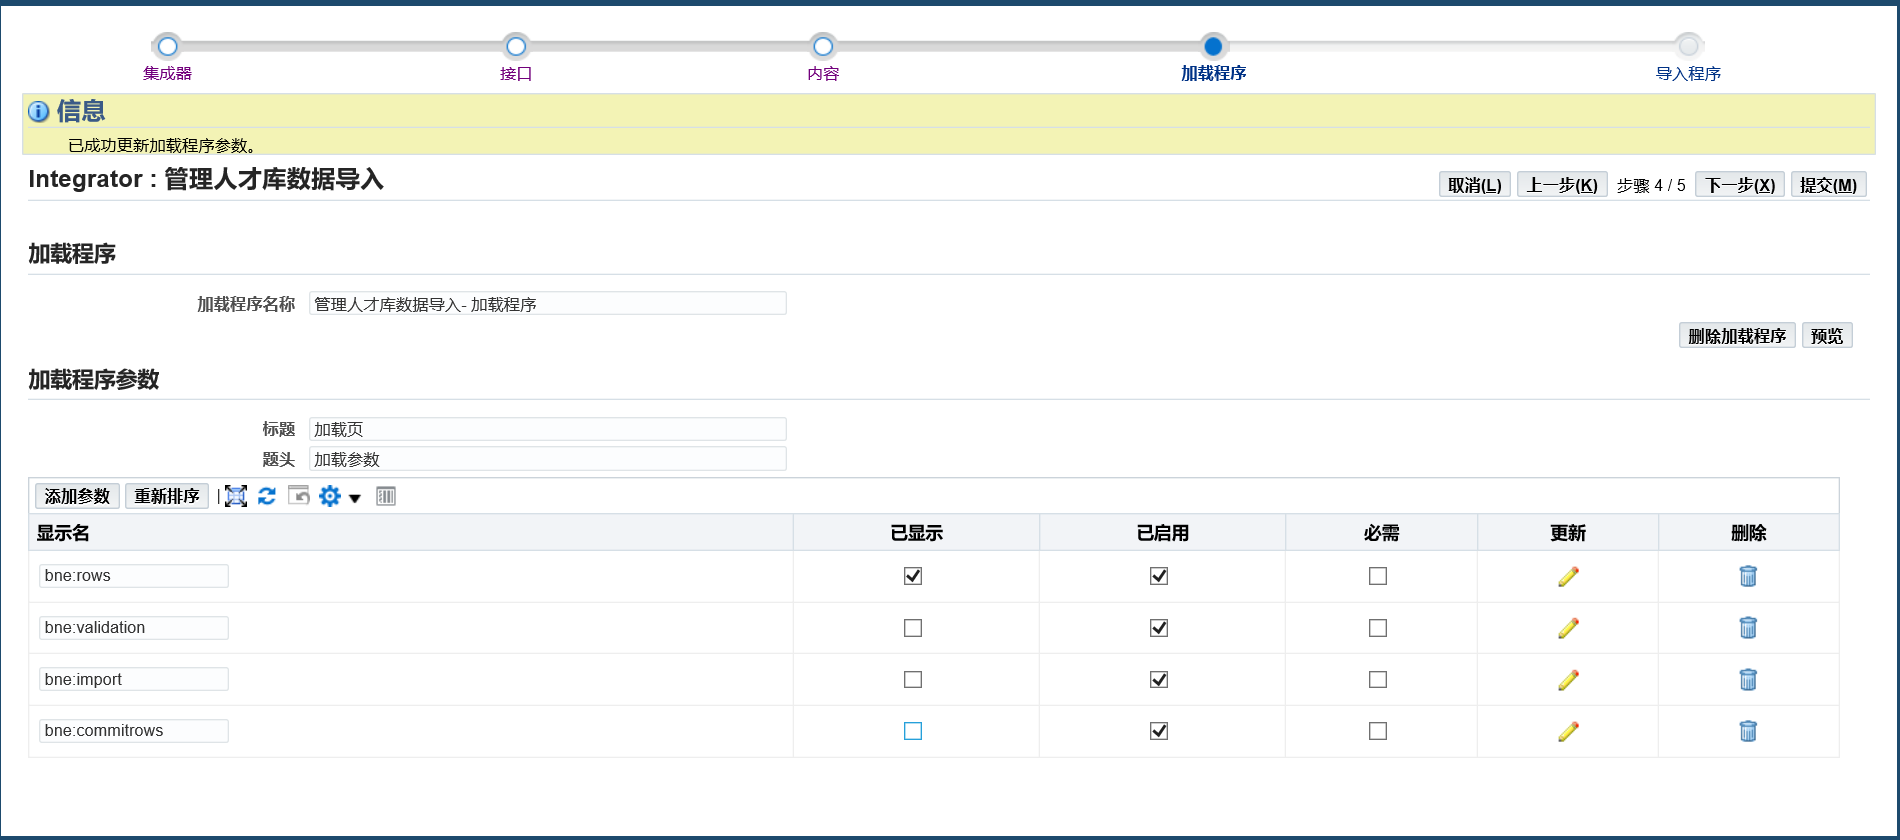 集成器 接口 内容 加载程序 导入程序
信息
已成功更新加载程序参数。
Integrator : 管理人才库数据导入
取消(L) 上一步(K) 步骤 4 / 5 下一步(X) 提交(M)
加载程序
加载程序名称 管理人才库数据导入- 加载程序
删除加载程序 预览
加载程序参数
标题 加载页
题头 加载参数
添加参数 重新排序 |
显示名 已显示 已启用 必需 更新 删除
bne:rows
bne:validation
bne:import
bne:commitrows